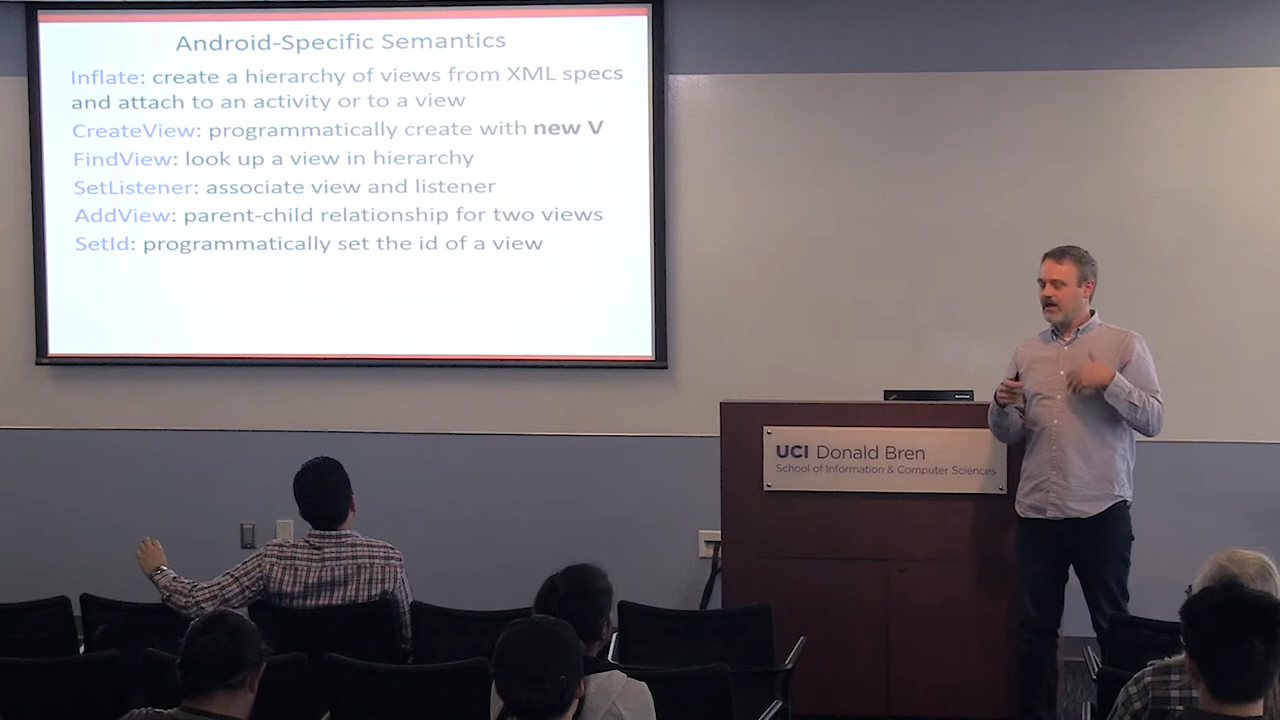 Android-Specific Semantics
Inflate: create a hierarchy of views from XML specs
and attach to an activity or to a view
CreateView: programmatically create with new V
FindView: look up a view in hierarchy
SetListener: associate view and listener
AddView: parent-child relationship for two views
SetId: programmatically set the id of a view
UCI Donald Bren
School of Information & Computer Sciences